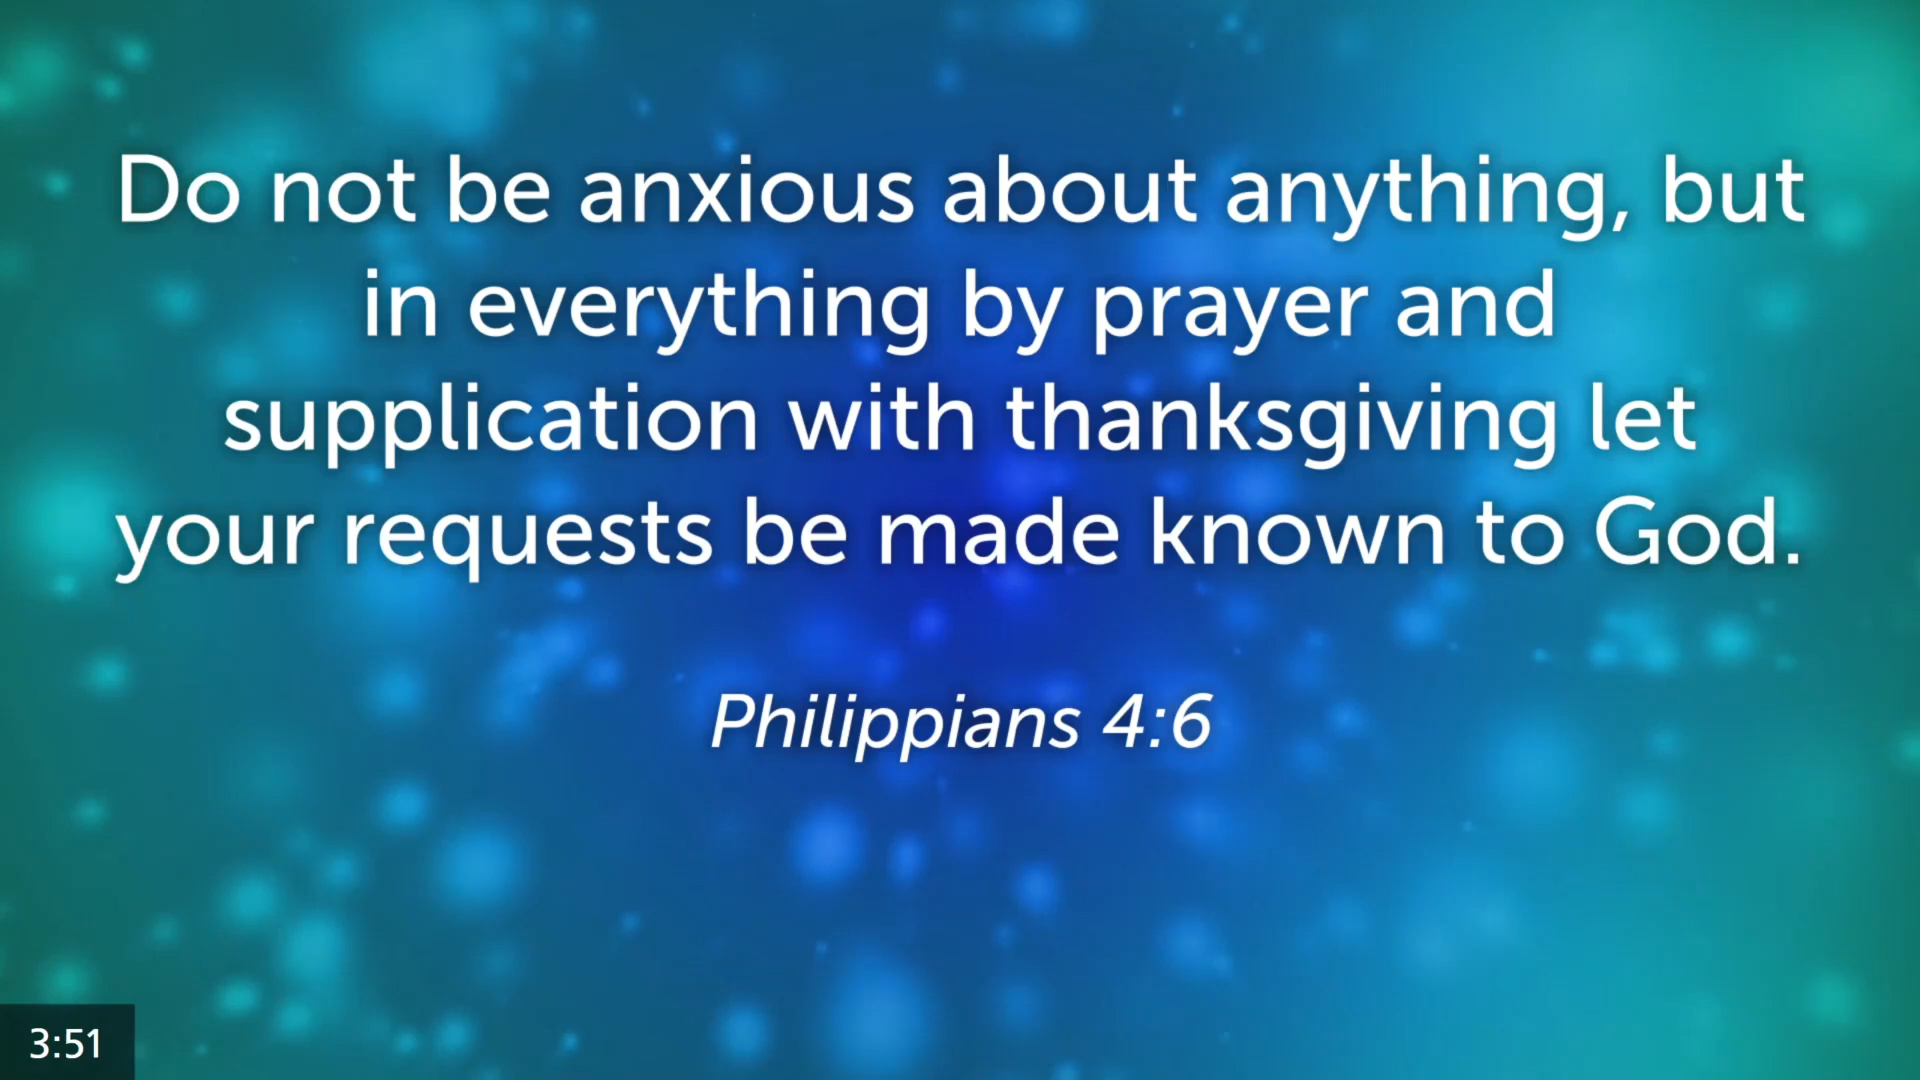 Do not be anxious about anything, but
in everything by prayer and
supplication with thanksgiving let
your requests be made known to God.
Philippians 4:6
3:51